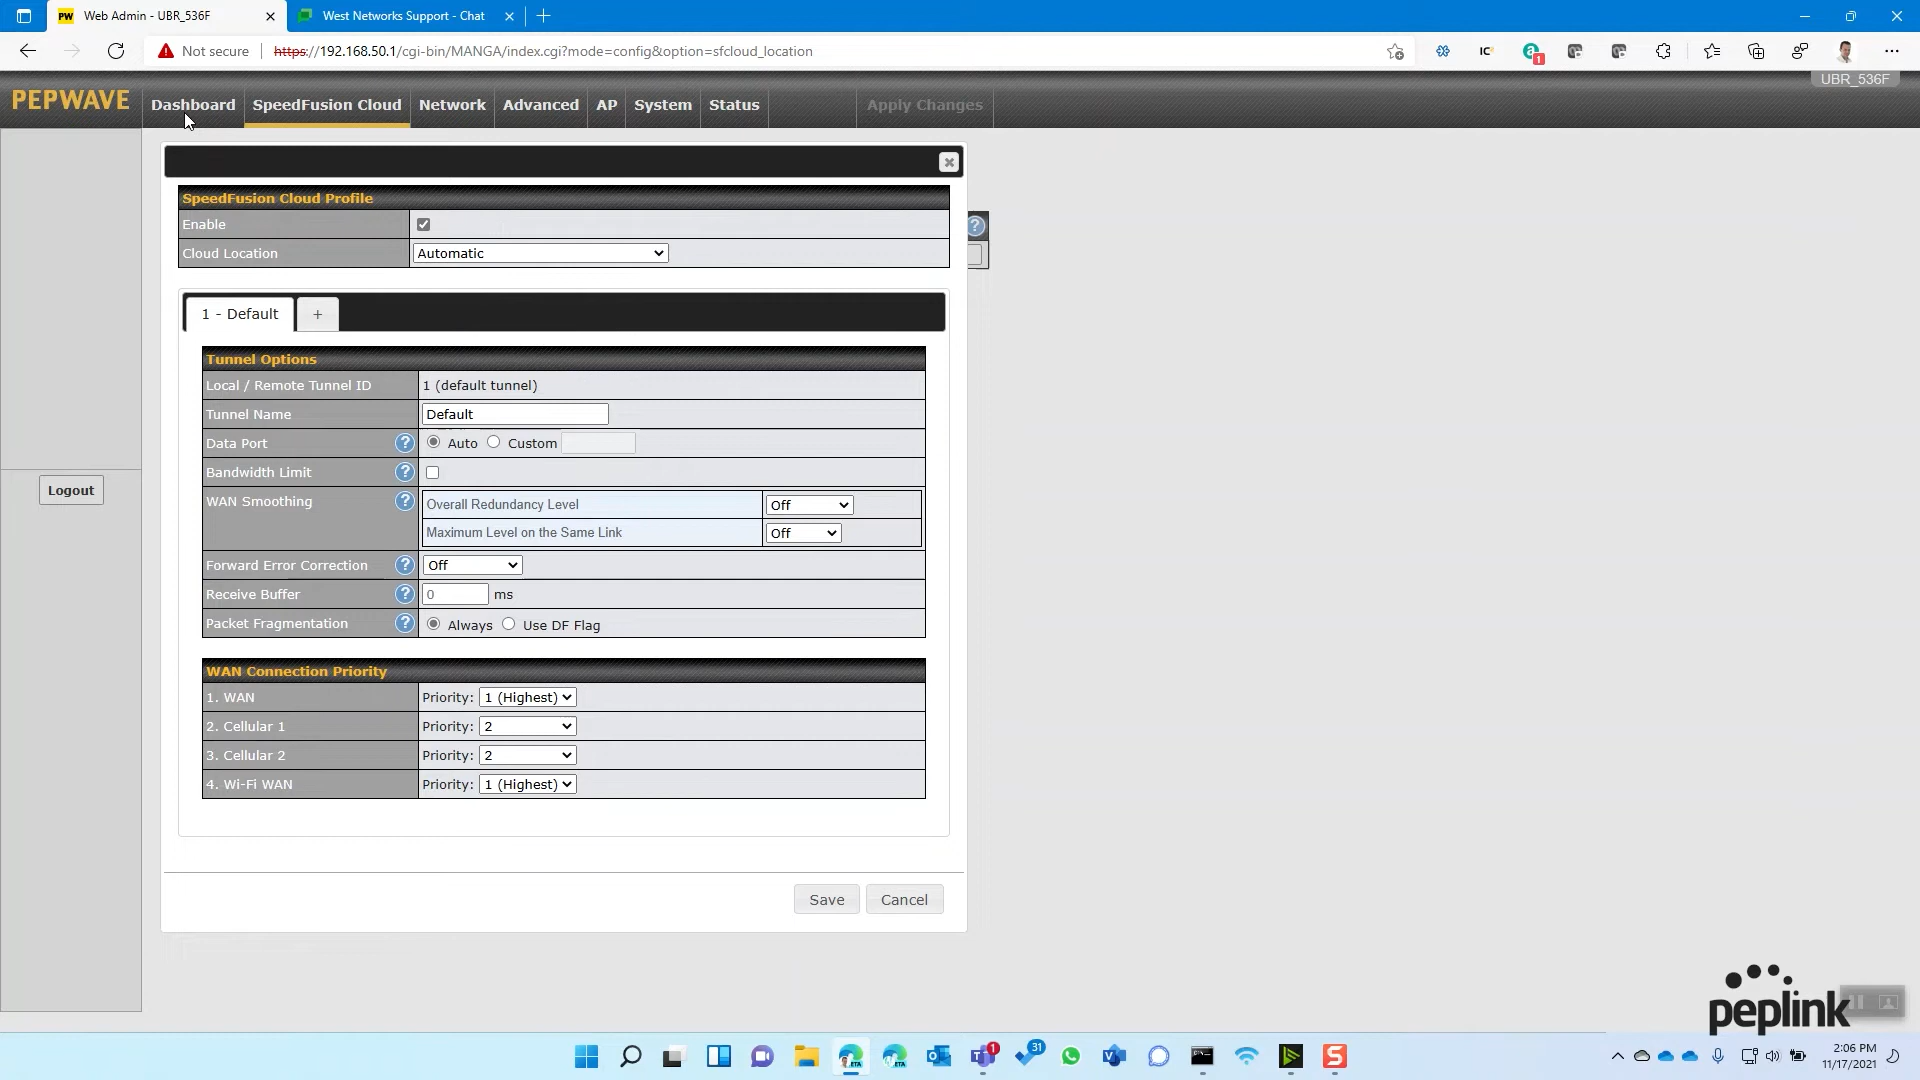 Web Admin - UBR_536F
West Networks Support - Chat
Not secure
https://192.168.50.1/cgi-bin/MANGA/index.cgi?mode=config&option=sfcloud_location
IC
1
UBR_536F
PEPWAVE
Dashboard
SpeedFusion Cloud
Network
Advanced
AP
System
Status
Apply Changes
SpeedFusion Cloud Profile
Enable
Cloud Location
Automatic
?
1 - Default
+
Tunnel Options
Local / Remote Tunnel ID
1 (default tunnel)
Tunnel Name
Default
Data Port
?
Auto
Custom
Bandwidth Limit
?
WAN Smoothing
?
Overall Redundancy Level
Off
Maximum Level on the Same Link
Off
Forward Error Correction
?
Off
Receive Buffer
?
0
ms
Packet Fragmentation
?
Always
Use DF Flag
WAN Connection Priority
1. WAN
Priority:
1 (Highest)
2. Cellular 1
Priority:
2
3. Cellular 2
Priority:
2
4. Wi-Fi WAN
Priority:
1 (Highest)
Logout
Save
Cancel
peplink
1
31
2:06 PM
11/17/2021